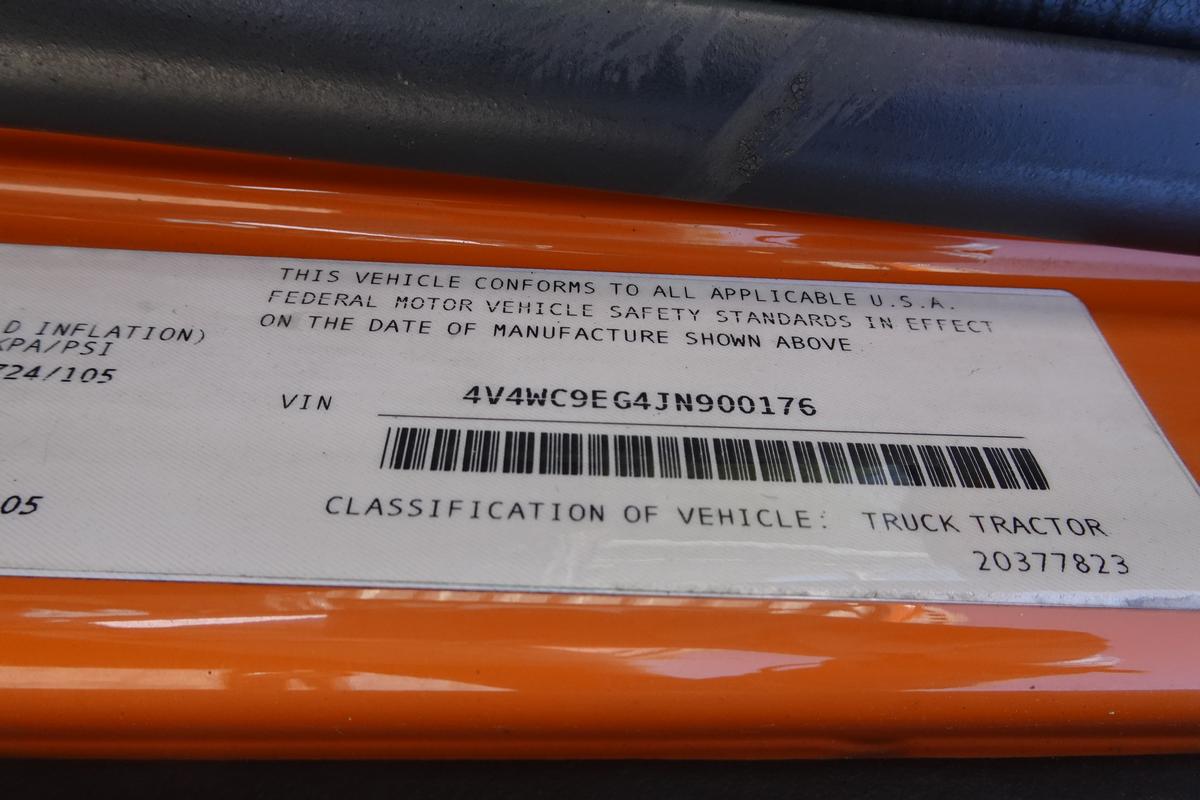 THIS VEHICLE CONFORMS TO ALL APPLICABLE U.S.A.
FEDERAL MOTOR VEHICLE SAFETY STANDARDS IN EFFECT
ON THE DATE OF MANUFACTURE SHOWN ABOVE
D INFLATION)
KPA/PSI
724/105
VIN 4V4WC9EG4JN900176
05
CLASSIFICATION OF VEHICLE: TRUCK TRACTOR
20377823